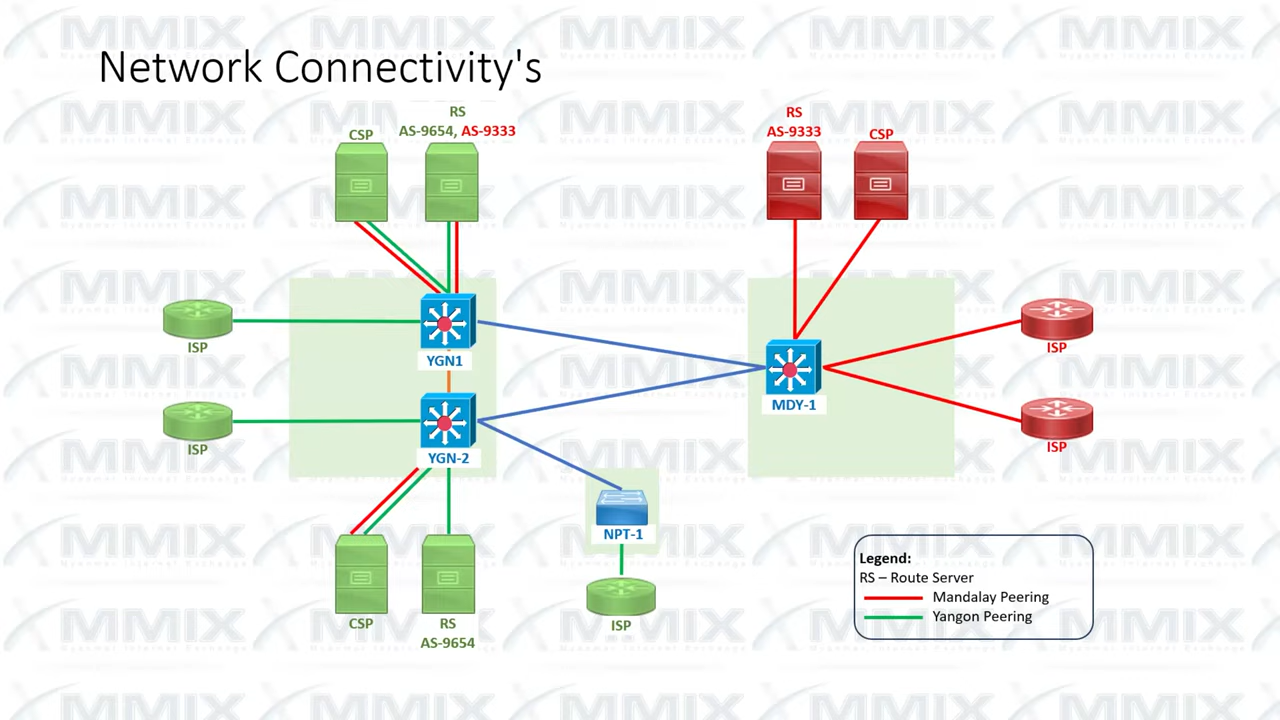 Network Connectivity's
RS
AS-9654, AS-9333
CSP
RS
AS-9333
CSP
ISP
YGN1
ISP
MDY-1
ISP
ISP
YGN-2
ISP
NPT-1
CSP
RS
AS-9654
ISP
Legend:
RS – Route Server
Mandalay Peering
Yangon Peering
MMIX
Myanmar Internet Exchange